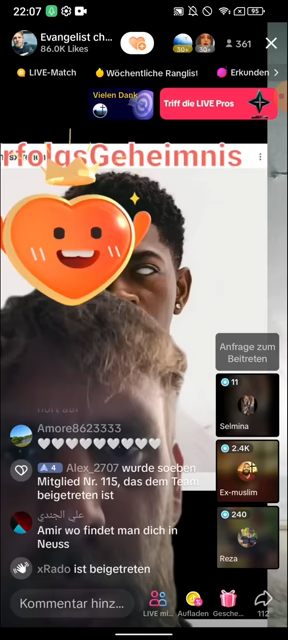 22:07
95
Evangelist ch...
86.0K Likes
30+
30+
361
LIVE-Match
Wöchentliche Ranglist
Erkunden
Vielen Dank
Triff die LIVE Pros
rfolgsGeheimnis
Anfrage zum
Beitreten
11
Selmina
2.4K
Ex-muslim
240
Reza
Amore8623333
A 4 Alex_2707 wurde soeben
Mitglied Nr. 115, das dem Team
beigetreten ist
علي الجندي
Amir wo findet man dich in
Neuss
xRado ist beigetreten
Kommentar hinz...
LIVE mi...
Aufladen
Gesche...
112